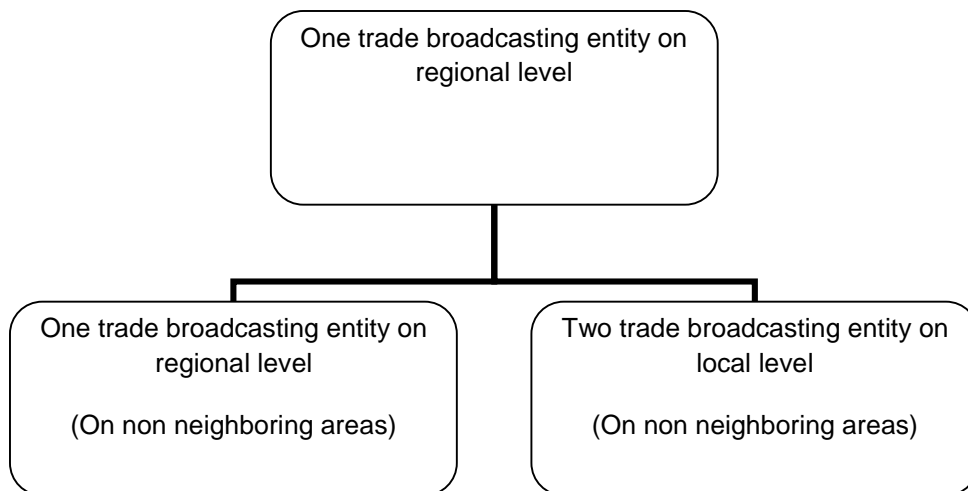 One trade broadcasting entity on
regional level
One trade broadcasting entity on
regional level
(On non neighboring areas)
Two trade broadcasting entity on
local level
(On non neighboring areas)